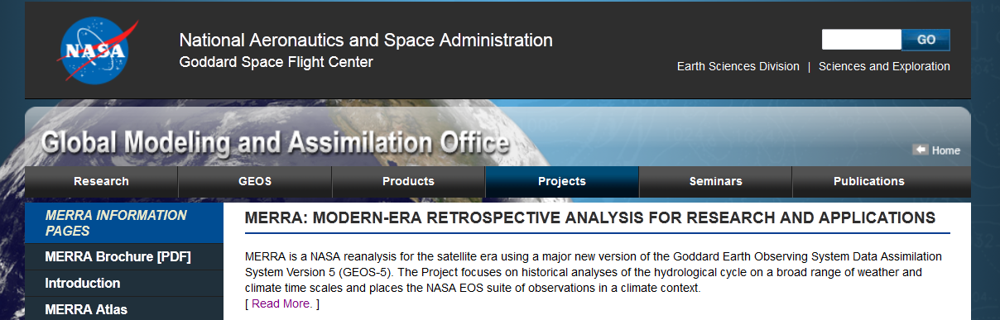 NASA
National Aeronautics and Space Administration
Goddard Space Flight Center
GO
Earth Sciences Division | Sciences and Exploration
Global Modeling and Assimilation Office
Home
Research GEOS Products Projects Seminars Publications
MERRA INFORMATION
PAGES
MERRA Brochure [PDF]
Introduction
MERRA Atlas
MERRA: MODERN-ERA RETROSPECTIVE ANALYSIS FOR RESEARCH AND APPLICATIONS
MERRA is a NASA reanalysis for the satellite era using a major new version of the Goddard Earth Observing System Data Assimilation
System Version 5 (GEOS-5). The Project focuses on historical analyses of the hydrological cycle on a broad range of weather and
climate time scales and places the NASA EOS suite of observations in a climate context.
[ Read More. ]